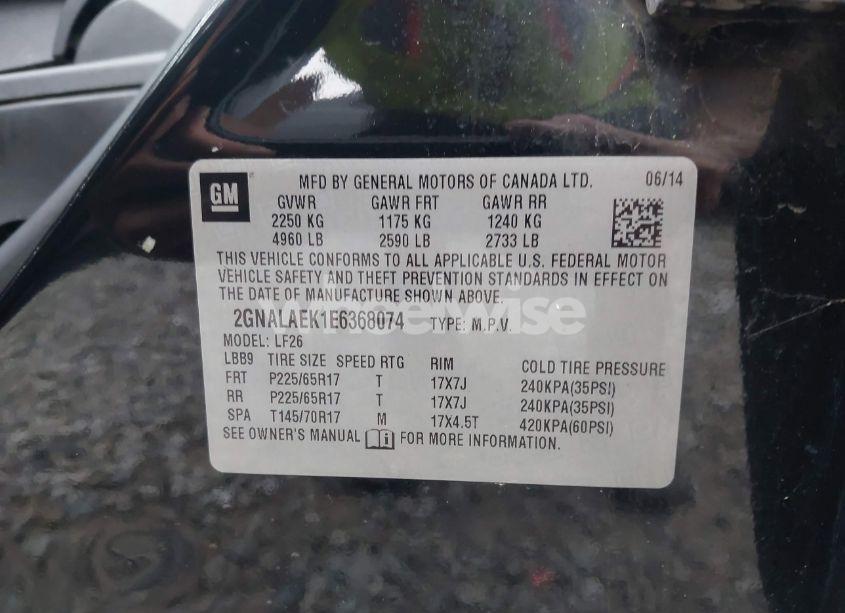 GM
MFD BY GENERAL MOTORS OF CANADA LTD. 06/14
GVWR GAWR FRT GAWR RR
2250 KG 1175 KG 1240 KG
4960 LB 2590 LB 2733 LB
THIS VEHICLE CONFORMS TO ALL APPLICABLE U.S. FEDERAL MOTOR
VEHICLE SAFETY AND THEFT PREVENTION STANDARDS IN EFFECT ON
THE DATE OF MANUFACTURE SHOWN ABOVE.
2GNALAEK1E6368074 TYPE: M.P.V.
MODEL: LF26
LBB9 TIRE SIZE SPEED RTG RIM COLD TIRE PRESSURE
FRT P225/65R17 T 17X7J 240KPA(35PSI)
RR P225/65R17 T 17X7J 240KPA(35PSI)
SPA T145/70R17 M 17X4.5T 420KPA(60PSI)
SEE OWNER'S MANUAL FOR MORE INFORMATION.